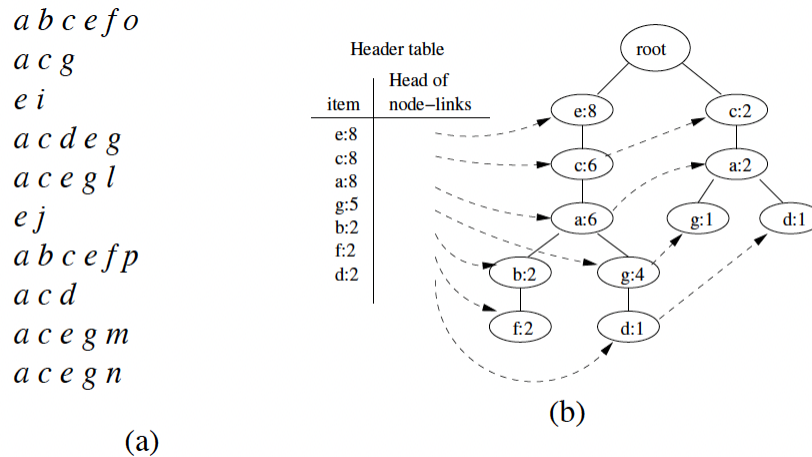 a b c e f o
a c g
e i
a c d e g
a c e g l
e j
a b c e f p
a c d
a c e g m
a c e g n
(a)
Header table
item
Head of
node-links
e:8
c:8
a:8
g:5
b:2
f:2
d:2
root
e:8
c:2
c:6
a:2
a:6
g:1
d:1
b:2
g:4
f:2
d:1
(b)